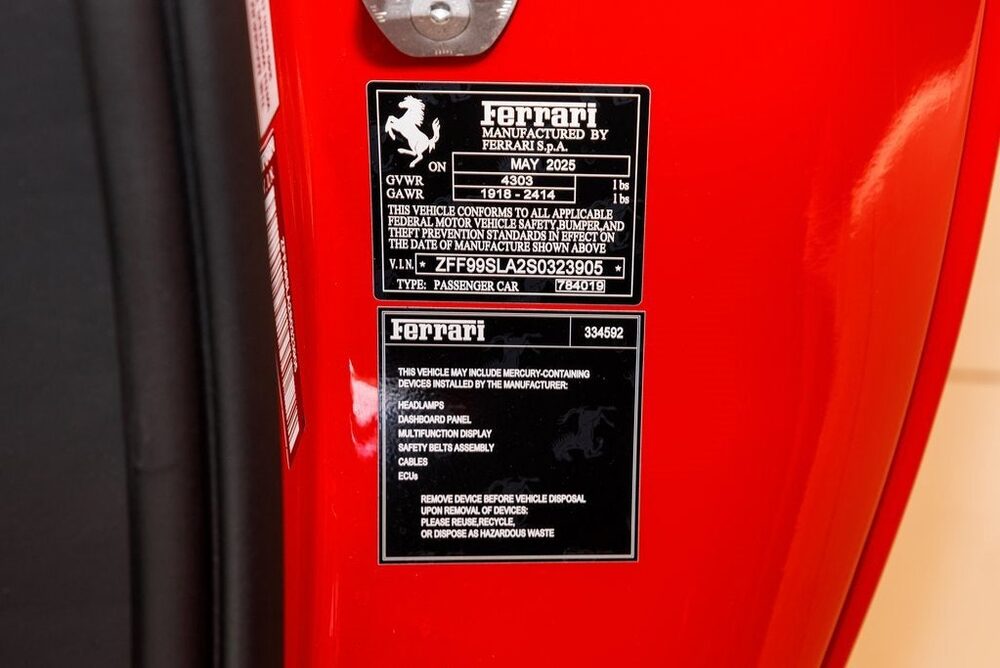 Ferrari
MANUFACTURED BY
FERRARI S.p.A.
ON MAY 2025
GVWR 4303 lbs
GAWR 1918 - 2414 lbs
THIS VEHICLE CONFORMS TO ALL APPLICABLE
FEDERAL MOTOR VEHICLE SAFETY,BUMPER,AND
THEFT PREVENTION STANDARDS IN EFFECT ON
THE DATE OF MANUFACTURE SHOWN ABOVE
V.I.N. * ZFF99SLA2S0323905 *
TYPE: PASSENGER CAR 784019
Ferrari 334592
THIS VEHICLE MAY INCLUDE MERCURY-CONTAINING
DEVICES INSTALLED BY THE MANUFACTURER:
HEADLAMPS
DASHBOARD PANEL
MULTIFUNCTION DISPLAY
SAFETY BELTS ASSEMBLY
CABLES
ECUs
REMOVE DEVICE BEFORE VEHICLE DISPOSAL
UPON REMOVAL OF DEVICES:
PLEASE REUSE,RECYCLE,
OR DISPOSE AS HAZARDOUS WASTE